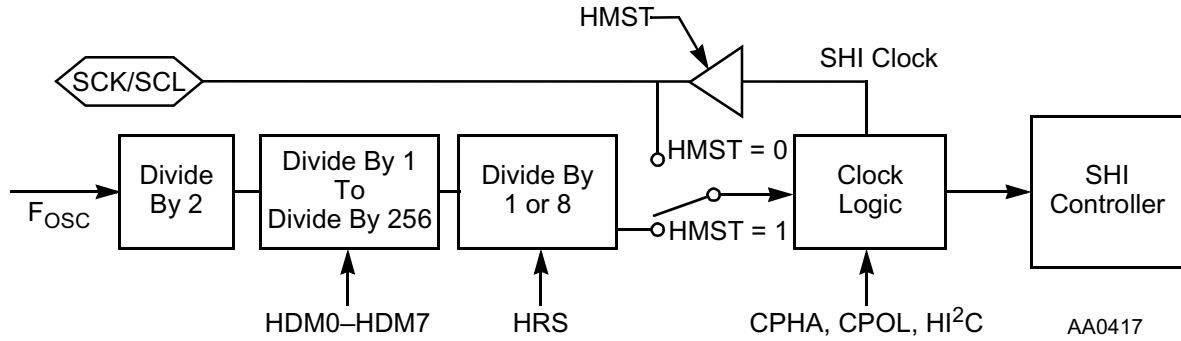 HMST
SCK/SCL
SHI Clock
HMST = 0
HMST = 1
F_OSC
Divide
By 2
Divide By 1
To
Divide By 256
Divide By
1 or 8
Clock
Logic
SHI
Controller
HDM0–HDM7
HRS
CPHA, CPOL, HI²C
AA0417